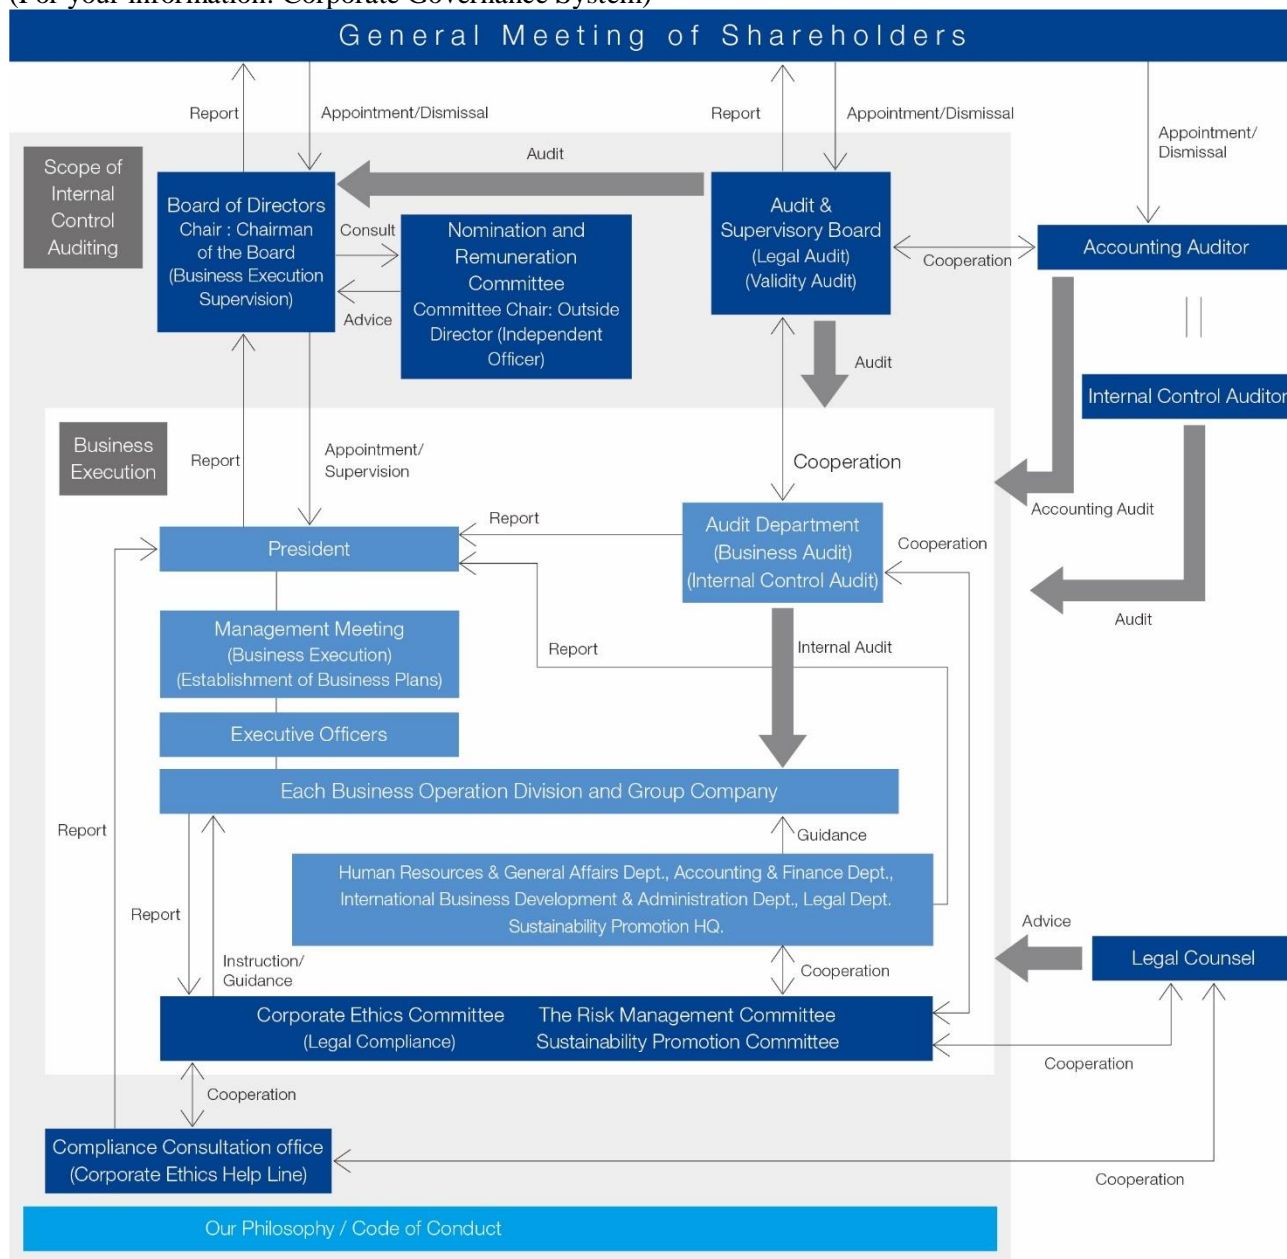 (For your information: Corporate Governance System)
General Meeting of Shareholders
Report
Appointment/Dismissal
Report
Appointment/Dismissal
Appointment/
Dismissal
Scope of
Internal
Control
Auditing
Audit
Board of Directors
Chair : Chairman
of the Board
(Business Execution
Supervision)
Consult
Advice
Nomination and
Remuneration
Committee
Committee Chair: Outside
Director (Independent
Officer)
Audit &
Supervisory Board
(Legal Audit)
(Validity Audit)
Cooperation
Accounting Auditor
Audit
Internal Control Auditor
Business
Execution
Report
Appointment/
Supervision
Cooperation
Accounting Audit
President
Report
Audit Department
(Business Audit)
(Internal Control Audit)
Cooperation
Audit
Management Meeting
(Business Execution)
(Establishment of Business Plans)
Report
Internal Audit
Executive Officers
Each Business Operation Division and Group Company
Report
Guidance
Human Resources & General Affairs Dept., Accounting & Finance Dept.,
International Business Development & Administration Dept., Legal Dept.
Sustainability Promotion HQ.
Report
Instruction/
Guidance
Cooperation
Advice
Legal Counsel
Corporate Ethics Committee
(Legal Compliance)
The Risk Management Committee
Sustainability Promotion Committee
Cooperation
Cooperation
Compliance Consultation office
(Corporate Ethics Help Line)
Cooperation
Our Philosophy / Code of Conduct